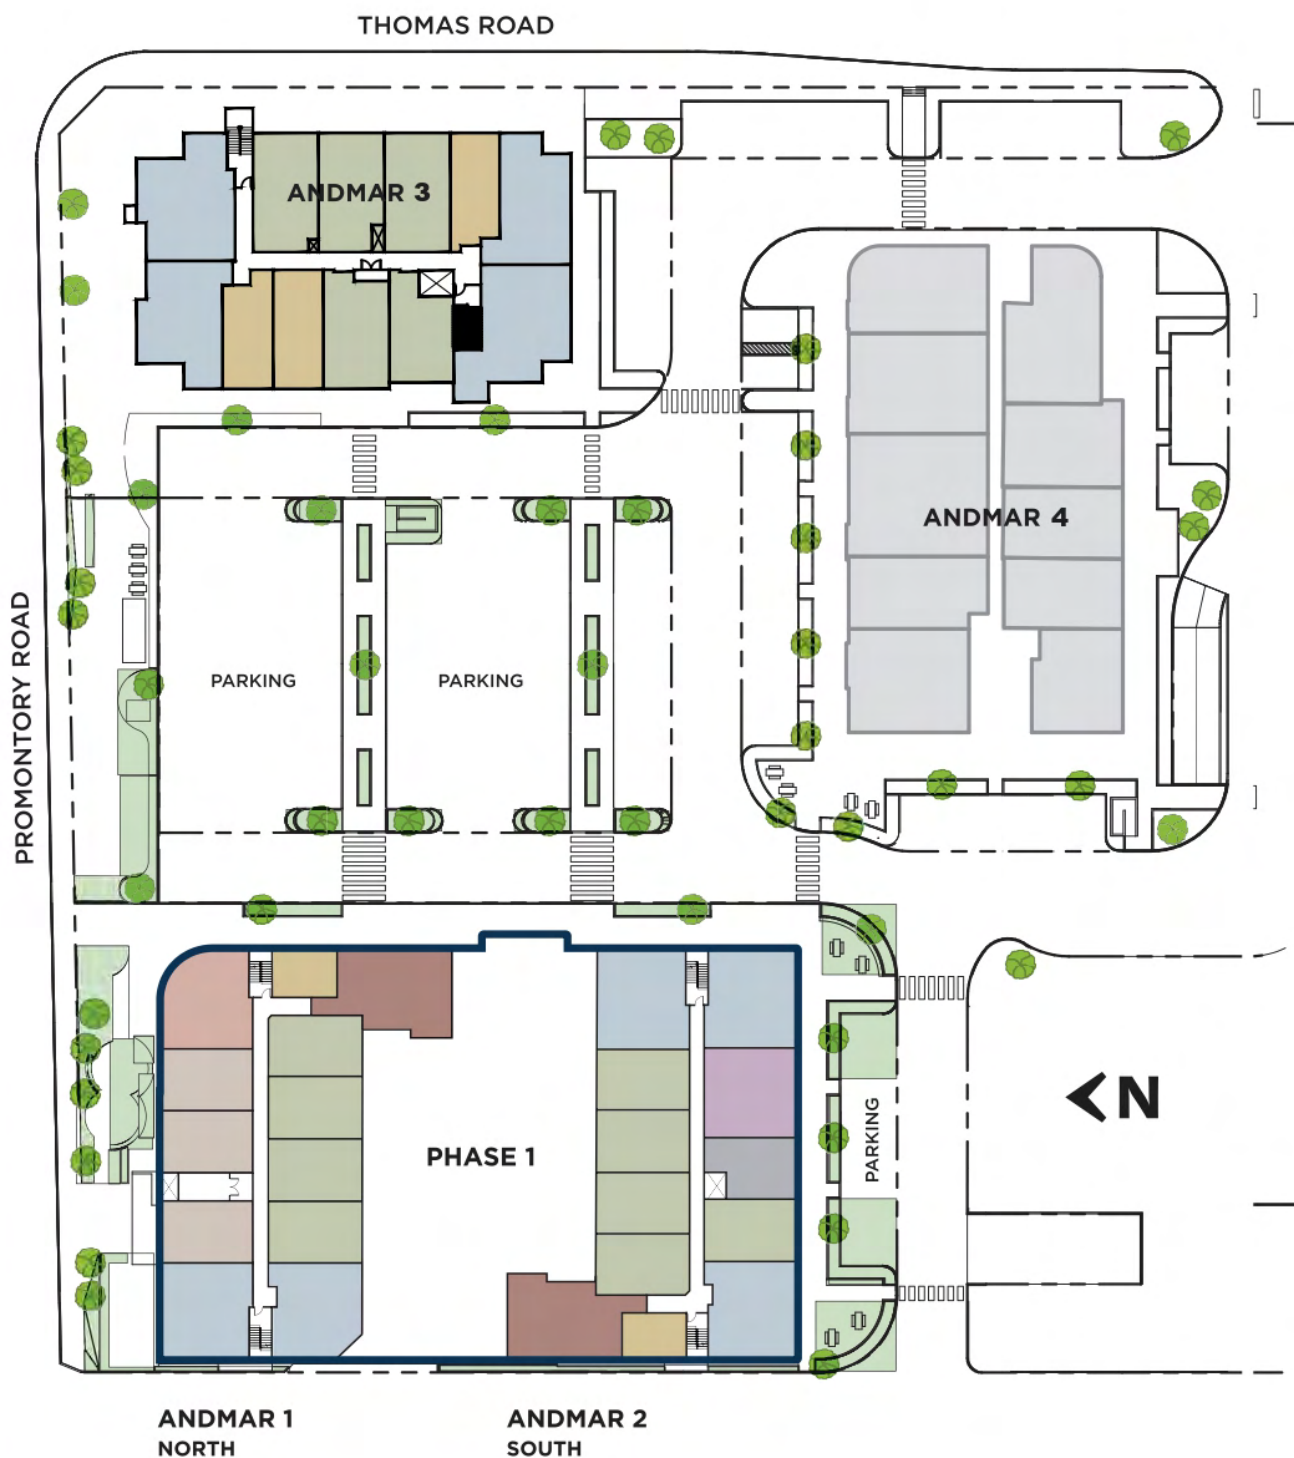 THOMAS ROAD
ANDMAR 3
ANDMAR 4
PROMONTORY ROAD
PARKING
PARKING
N
PARKING
PHASE 1
ANDMAR 1
NORTH
ANDMAR 2
SOUTH